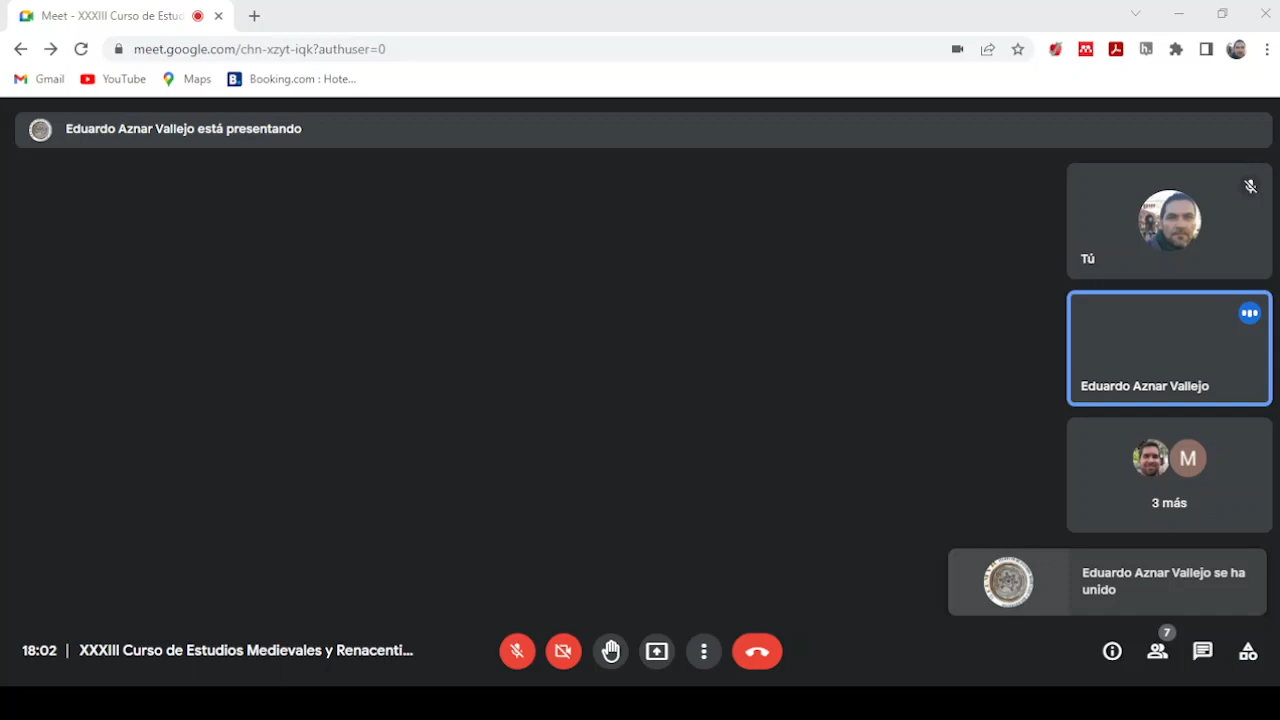 Meet - XXXIII Curso de Estud
meet.google.com/chn-xzyt-iqk?authuser=0
Gmail
YouTube
Maps
B.
Booking.com : Hote...
Eduardo Aznar Vallejo está presentando
Tú
Eduardo Aznar Vallejo
M
3 más
Eduardo Aznar Vallejo se ha
unido
18:02 | XXXIII Curso de Estudios Medievales y Renacenti...
7